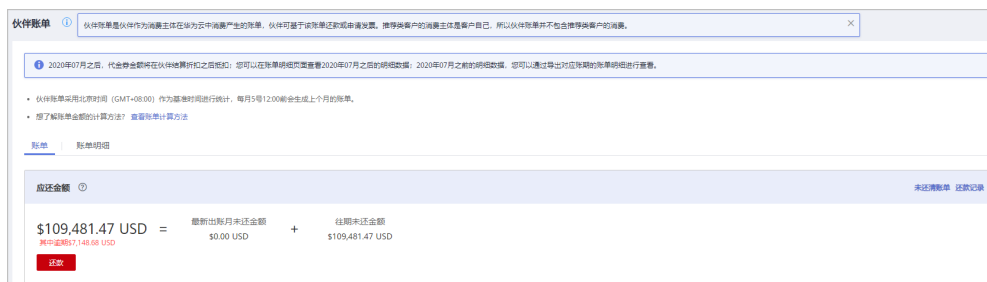 伙伴账单
伙伴账单是伙伴作为消费主体在华为云中消费产生的账单，伙伴可基于该账单还款或申请发票。推荐类客户的消费主体是客户自己，所以伙伴账单并不包含推荐类客户的消费。
2020年07月之后，代金券金额将在伙伴结算折扣之后抵扣；您可以在账单明细页面查看2020年07月之后的明细数据；2020年07月之前的明细数据，您可以通过导出对应账期的账单明细进行查看。
• 伙伴账单采用北京时间（GMT+08:00）作为基准时间进行统计，每月5号12:00前会生成上个月的账单。
• 想了解账单金额的计算方法？ 查看账单计算方法
账单 账单明细
应还金额 未还清账单 还款记录
最新出账月未还金额 往期未还金额
$109,481.47 USD = $0.00 USD + $109,481.47 USD
其中逾期$7,148.68 USD
还款